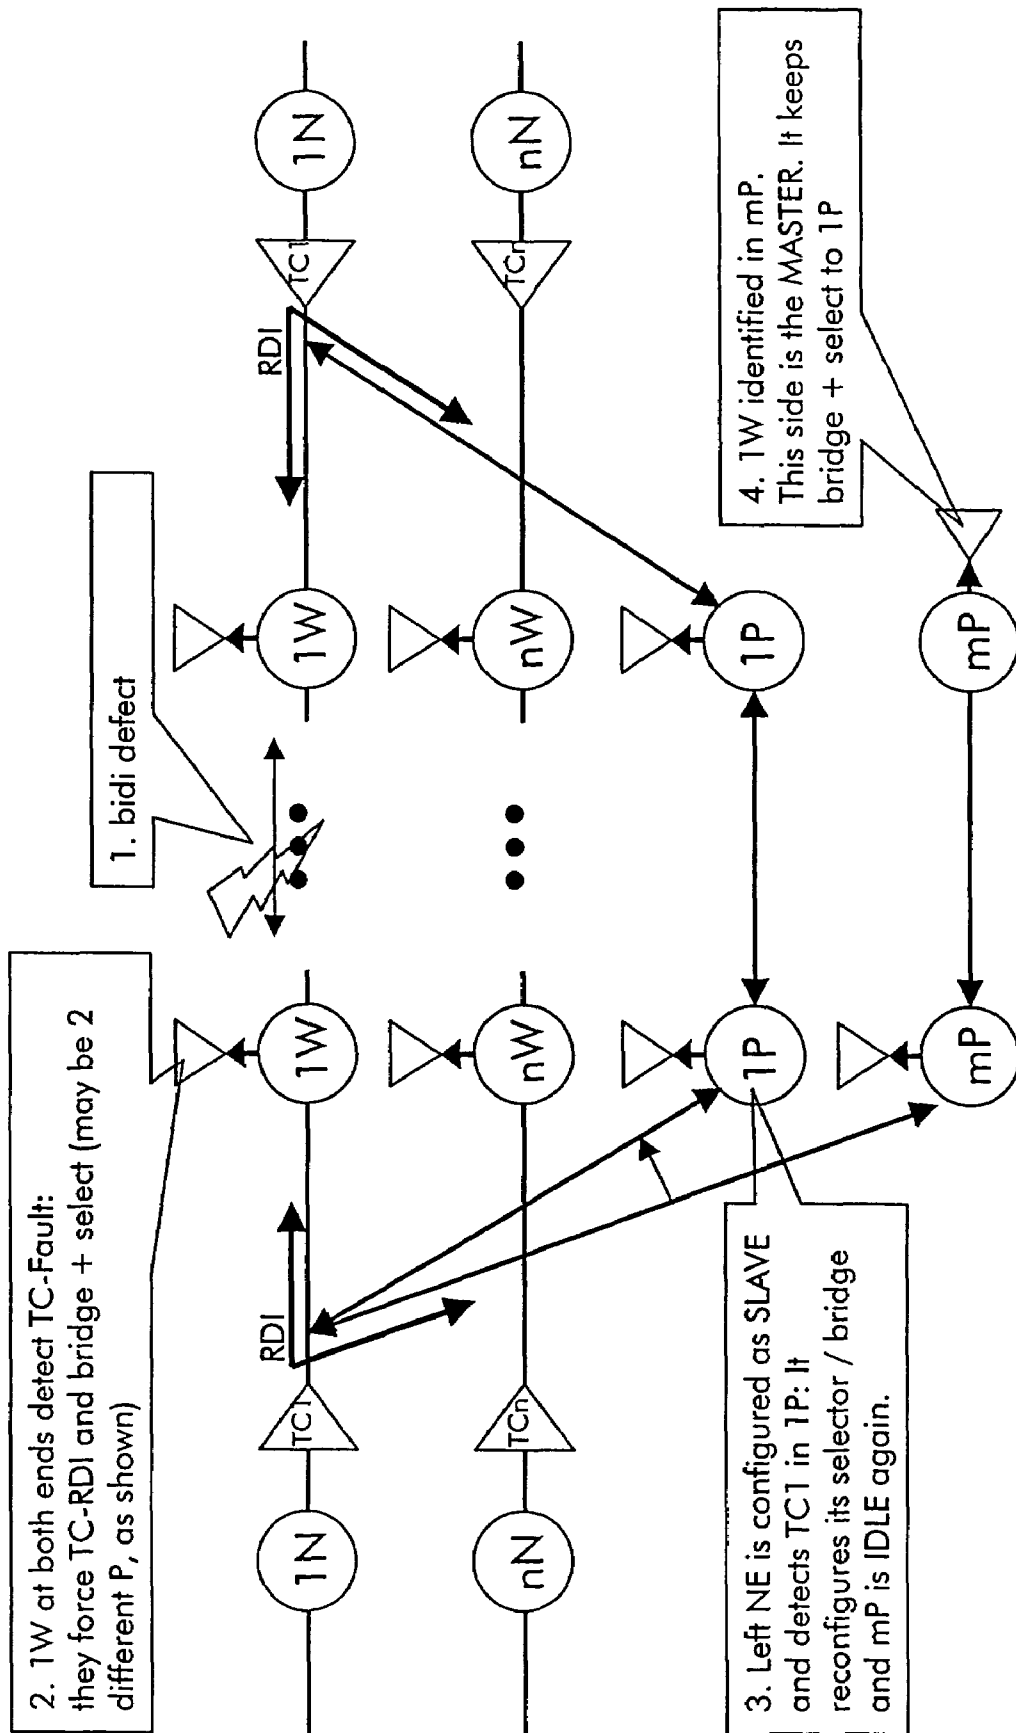 2. 1W at both ends detect TC-Fault:
they force TC-RDI and bridge + select (may be 2
different P, as shown)
1. bidi defect
1N
TC1
RDI
1W
1W
RDI
TC1
1N
nN
TCn
nW
nW
TCn
nN
1P
1P
mP
mP
3. Left NE is configured as SLAVE
and detects TC1 in 1P: It
reconfigures its selector / bridge
and mP is IDLE again.
4. 1W identified in mP.
This side is the MASTER. It keeps
bridge + select to 1P